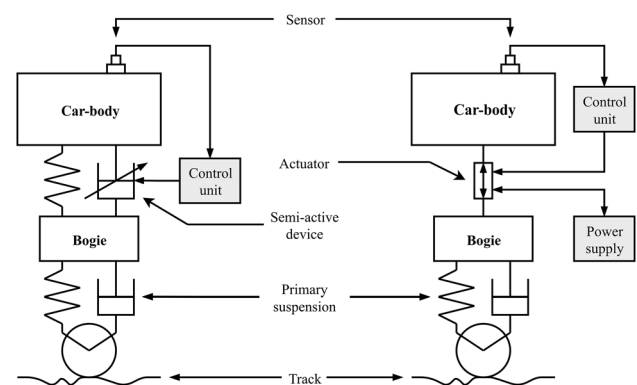 Sensor
Car-body
Car-body
Control
unit
Actuator
Control
unit
Semi-active
device
Bogie
Bogie
Power
supply
Primary
suspension
Track